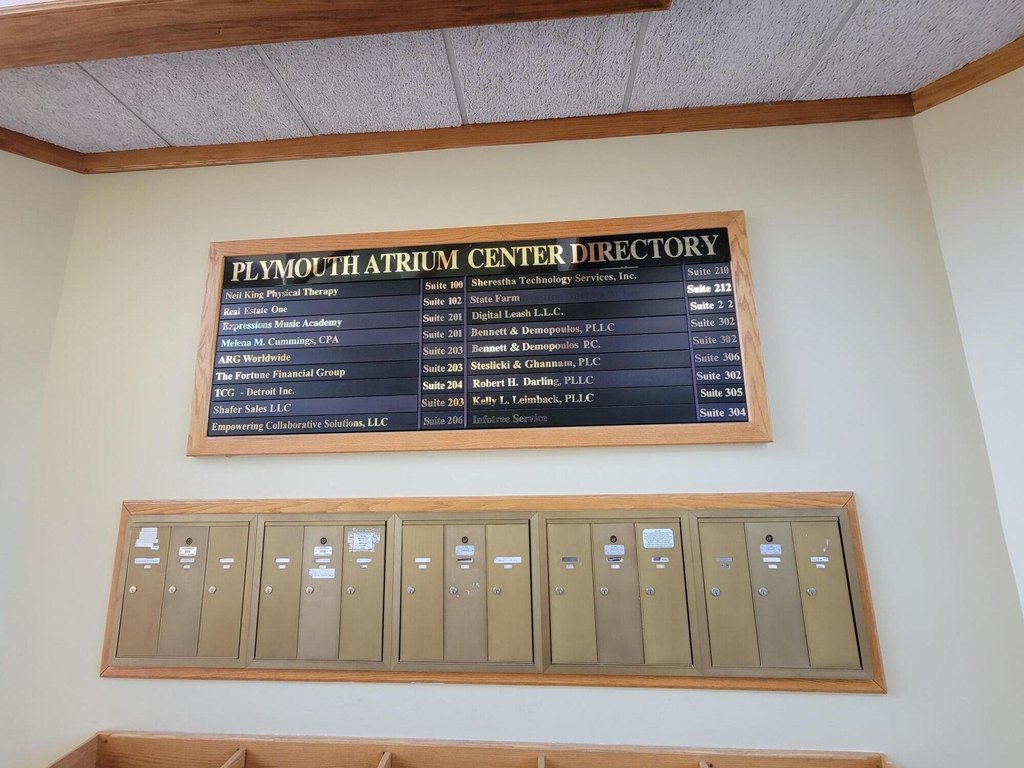 PLYMOUTH ATRIUM CENTER DIRECTORY
Neil King Physical Therapy Suite 100
Real Estate One Suite 102
Expressions Music Academy Suite 201
Melena M. Cummings, CPA Suite 201
ARG Worldwide Suite 203
The Fortune Financial Group Suite 203
TCG - Detroit Inc. Suite 204
Shafer Sales LLC Suite 203
Empowering Collaborative Solutions, LLC Suite 206
Sherestha Technology Services, Inc. Suite 210
State Farm Suite 212
Digital Leash L.L.C. Suite 2 2
Bennett & Demopoulos, PLLC Suite 302
Bennett & Demopoulos P.C. Suite 302
Steslicki & Ghannam, PLC Suite 306
Robert H. Darling, PLLC Suite 302
Kelly L. Leimback, PLLC Suite 305
Infotree Service Suite 304